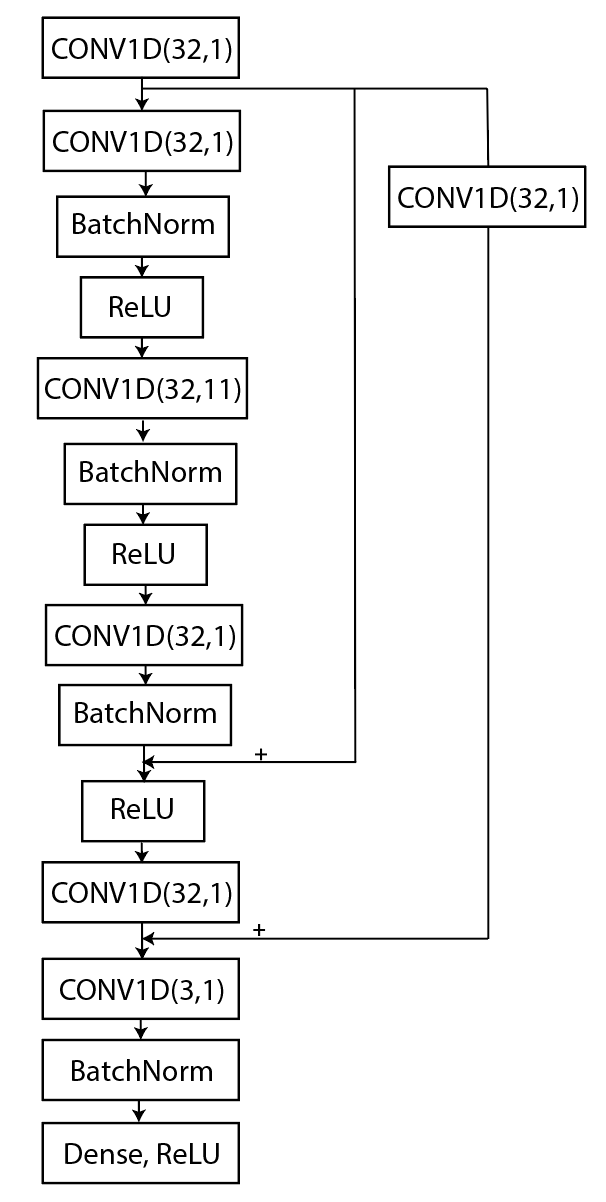 CONV1D(32,1)
CONV1D(32,1)
CONV1D(32,1)
BatchNorm
ReLU
CONV1D(32,11)
BatchNorm
ReLU
CONV1D(32,1)
BatchNorm
+
ReLU
CONV1D(32,1)
+
CONV1D(3,1)
BatchNorm
Dense, ReLU